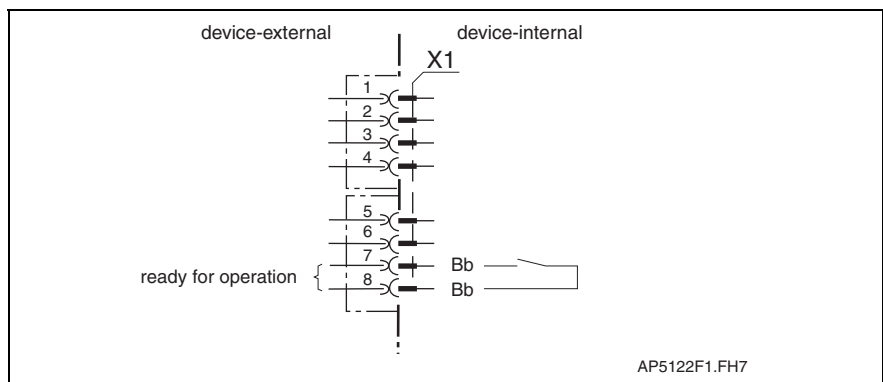 device-external device-internal
X1
1
2
3
4
5
6
7
8
ready for operation
Bb
Bb
AP5122F1.FH7